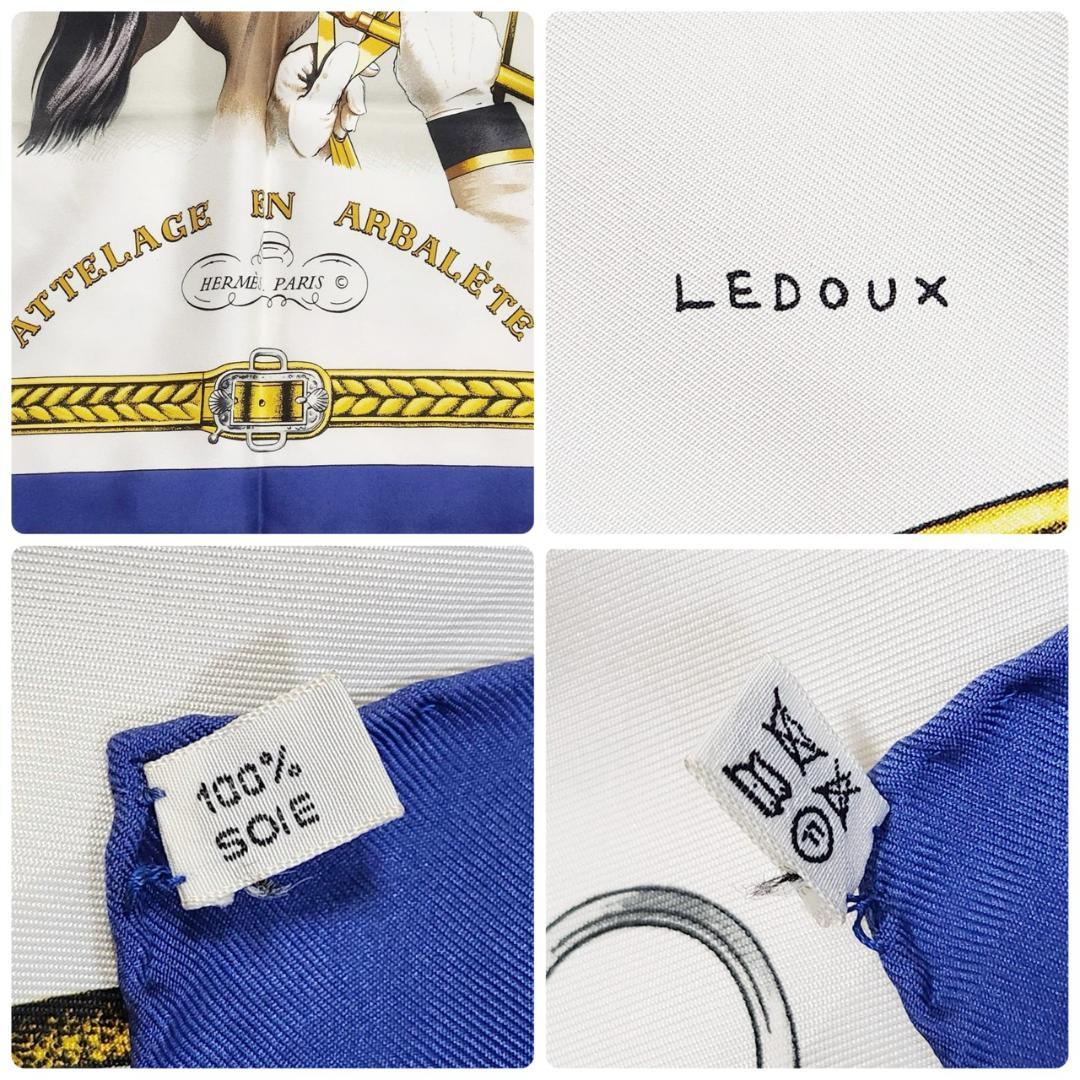 ATTELAGE EN ARBALÈTE
HERMÈS PARIS ©
LEDOUX
100%
SOIE